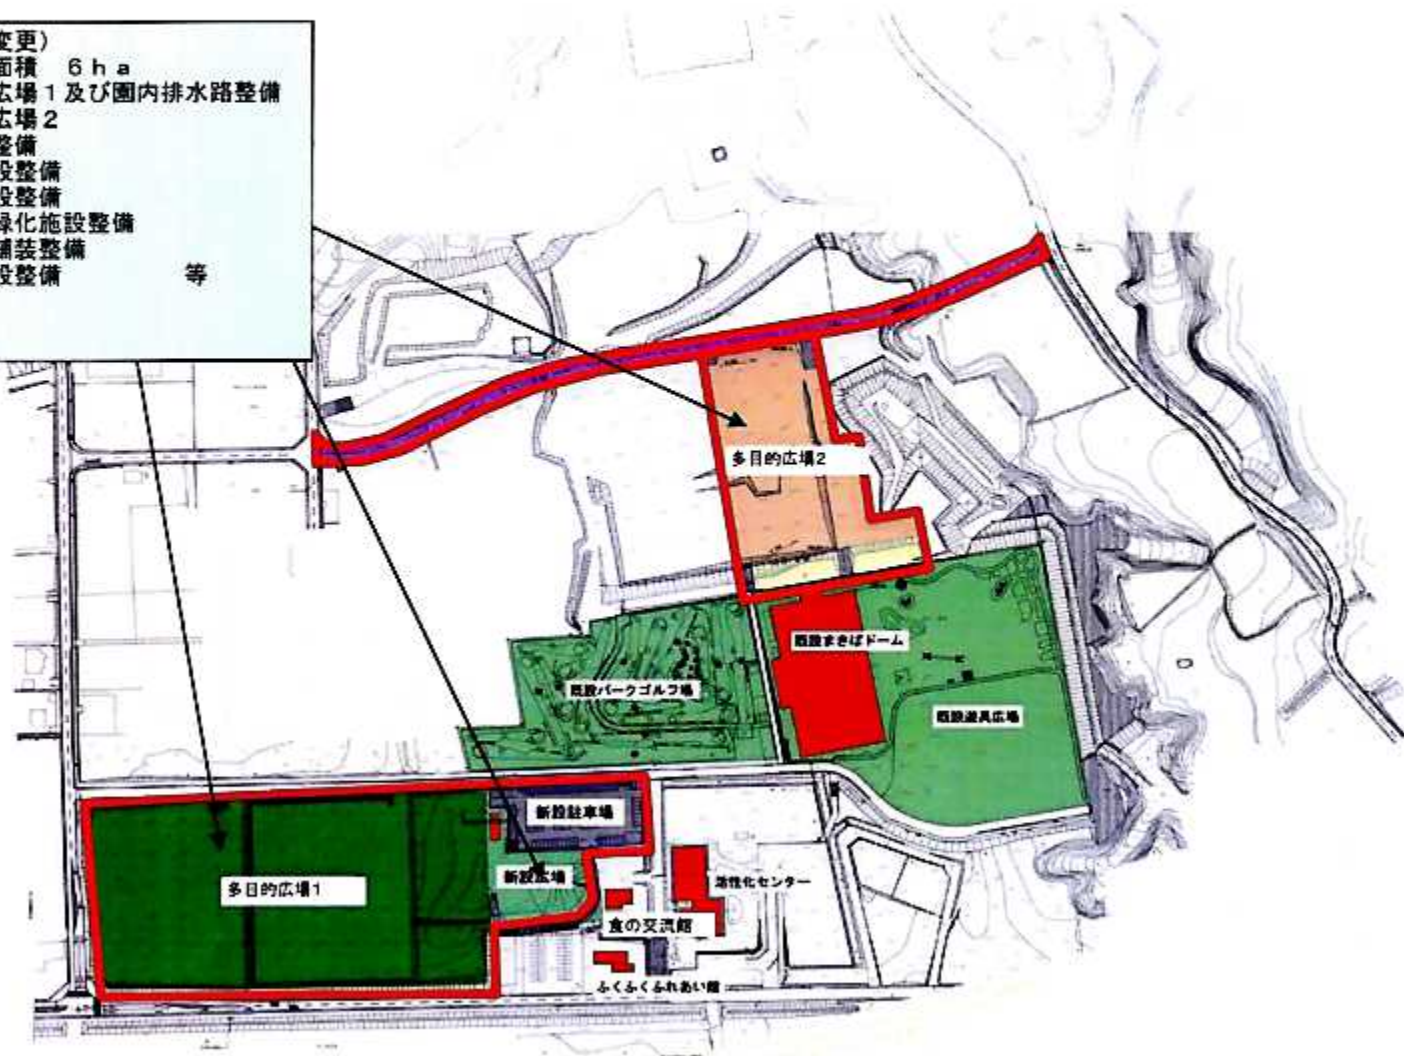 変更）
面積　６ｈａ
広場１及び園内排水路整備
広場２
整備
設整備
設整備
緑化施設整備
舗装整備
設整備　　　　　等
多目的広場2
既設まきばドーム
既設パークゴルフ場
既設遊具広場
新設駐車場
新設広場
多目的広場1
活性化センター
食の交流館
ふくふくふれあい館